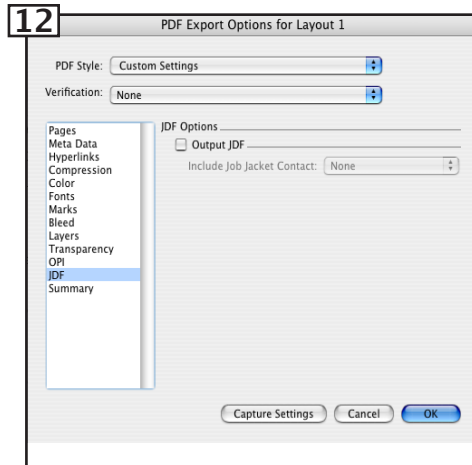 12
PDF Export Options for Layout 1
PDF Style: Custom Settings
Verification: None
Pages
Meta Data
Hyperlinks
Compression
Color
Fonts
Marks
Bleed
Layers
Transparency
OPI
JDF
Summary
JDF Options
Output JDF
Include Job Jacket Contact: None
Capture Settings Cancel OK